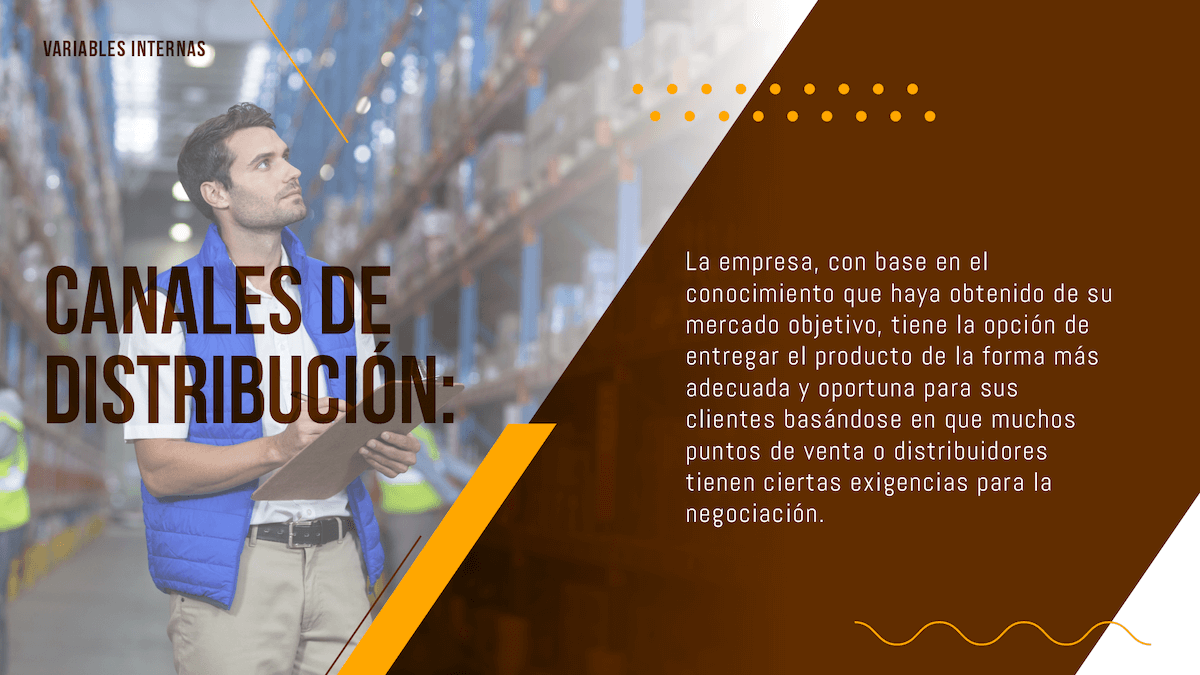 VARIABLES INTERNAS
CANALES DE
DISTRIBUCIÓN:
La empresa, con base en el
conocimiento que haya obtenido de su
mercado objetivo, tiene la opción de
entregar el producto de la forma más
adecuada y oportuna para sus
clientes basándose en que muchos
puntos de venta o distribuidores
tienen ciertas exigencias para la
negociación.